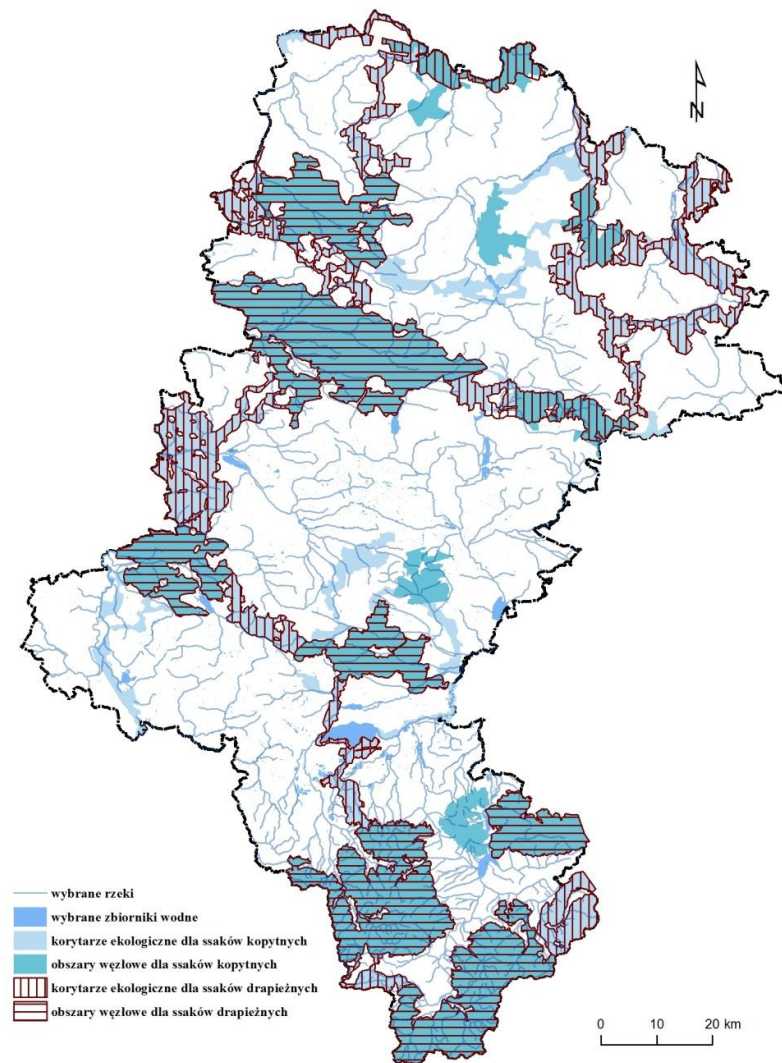 N
wybrane rzeki
wybrane zbiorniki wodne
korytarze ekologiczne dla ssaków kopytnych
obszary węzłowe dla ssaków kopytnych
korytarze ekologiczne dla ssaków drapieżnych
obszary węzłowe dla ssaków drapieżnych
0 10 20 km